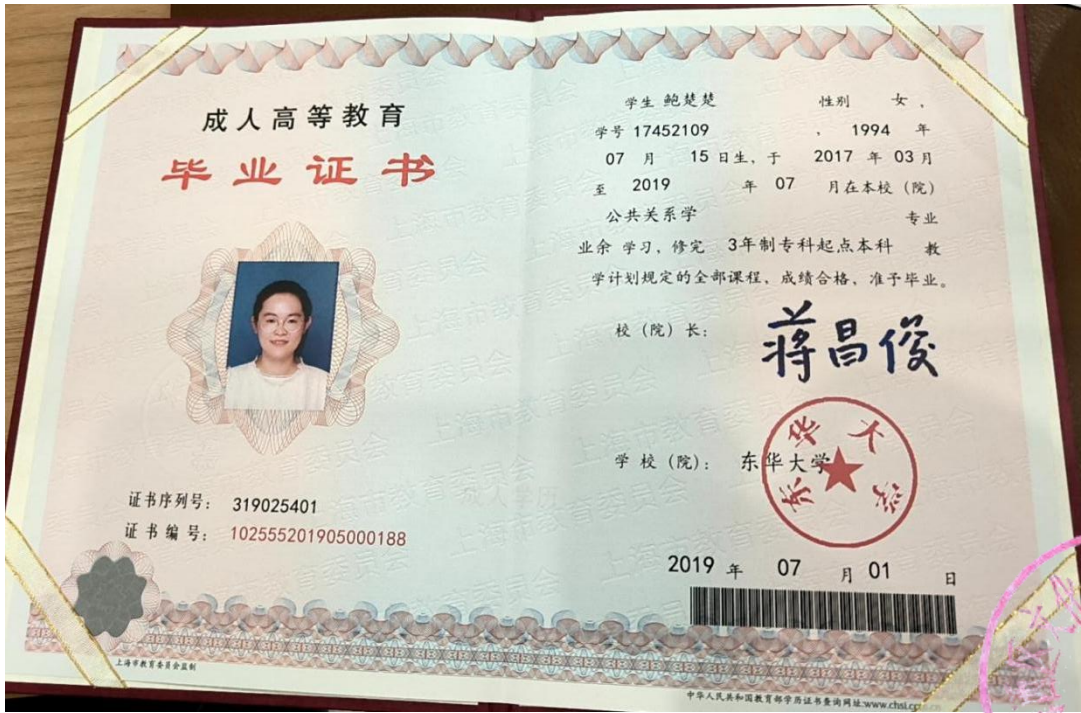 成人高等教育
毕业证书
证书序列号: 319025401
证书编号: 102555201905000188
上海市教育委员会监制
学生 鲍楚楚 性别 女,
学号 17452109 , 1994 年
07 月 15 日生, 于 2017 年 03 月
至 2019 年 07 月在本校 (院)
公共关系学 专业
业余 学习, 修完 3年制专科起点本科 教
学计划规定的全部课程、成绩合格, 准予毕业。
校 (院) 长: 蒋昌俊
学校 (院): 东华大学
东华大学
2019 年 07 月 01 日
中华人民共和国教育部学历证书查询网址:www.chsi.com.cn